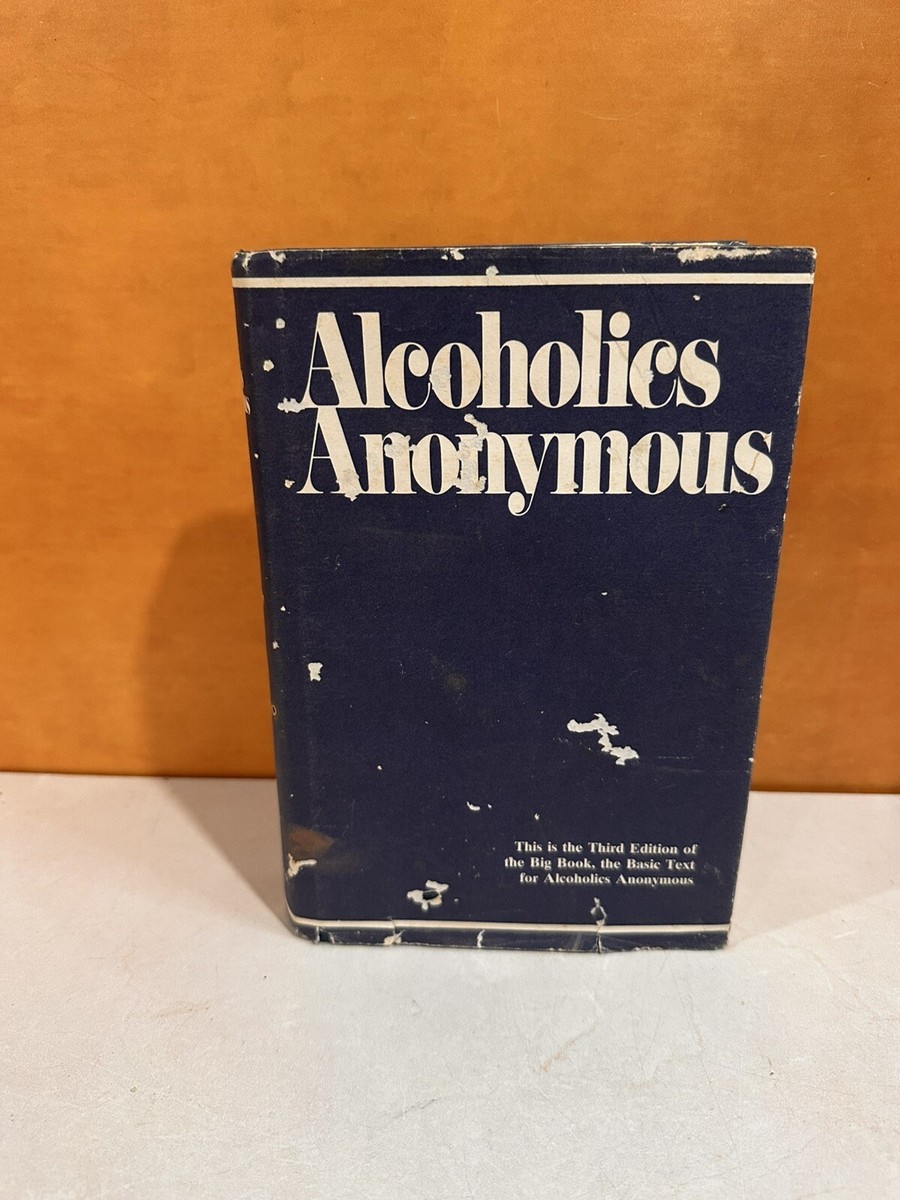 Alcoholics
Anonymous
This is the Third Edition of
the Big Book, the Basic Text
for Alcoholics Anonymous